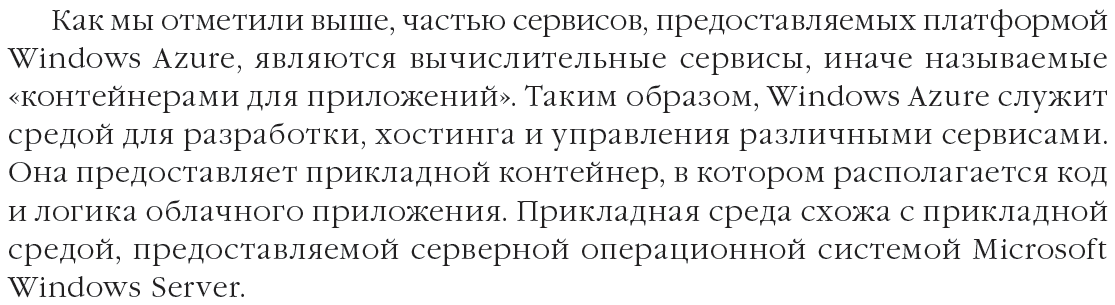 Как мы отметили выше, частью сервисов, предоставляемых платформой
Windows Azure, являются вычислительные сервисы, иначе называемые
«контейнерами для приложений». Таким образом, Windows Azure служит
средой для разработки, хостинга и управления различными сервисами.
Она предоставляет прикладной контейнер, в котором располагается код
и логика облачного приложения. Прикладная среда схожа с прикладной
средой, предоставляемой серверной операционной системой Microsoft
Windows Server.